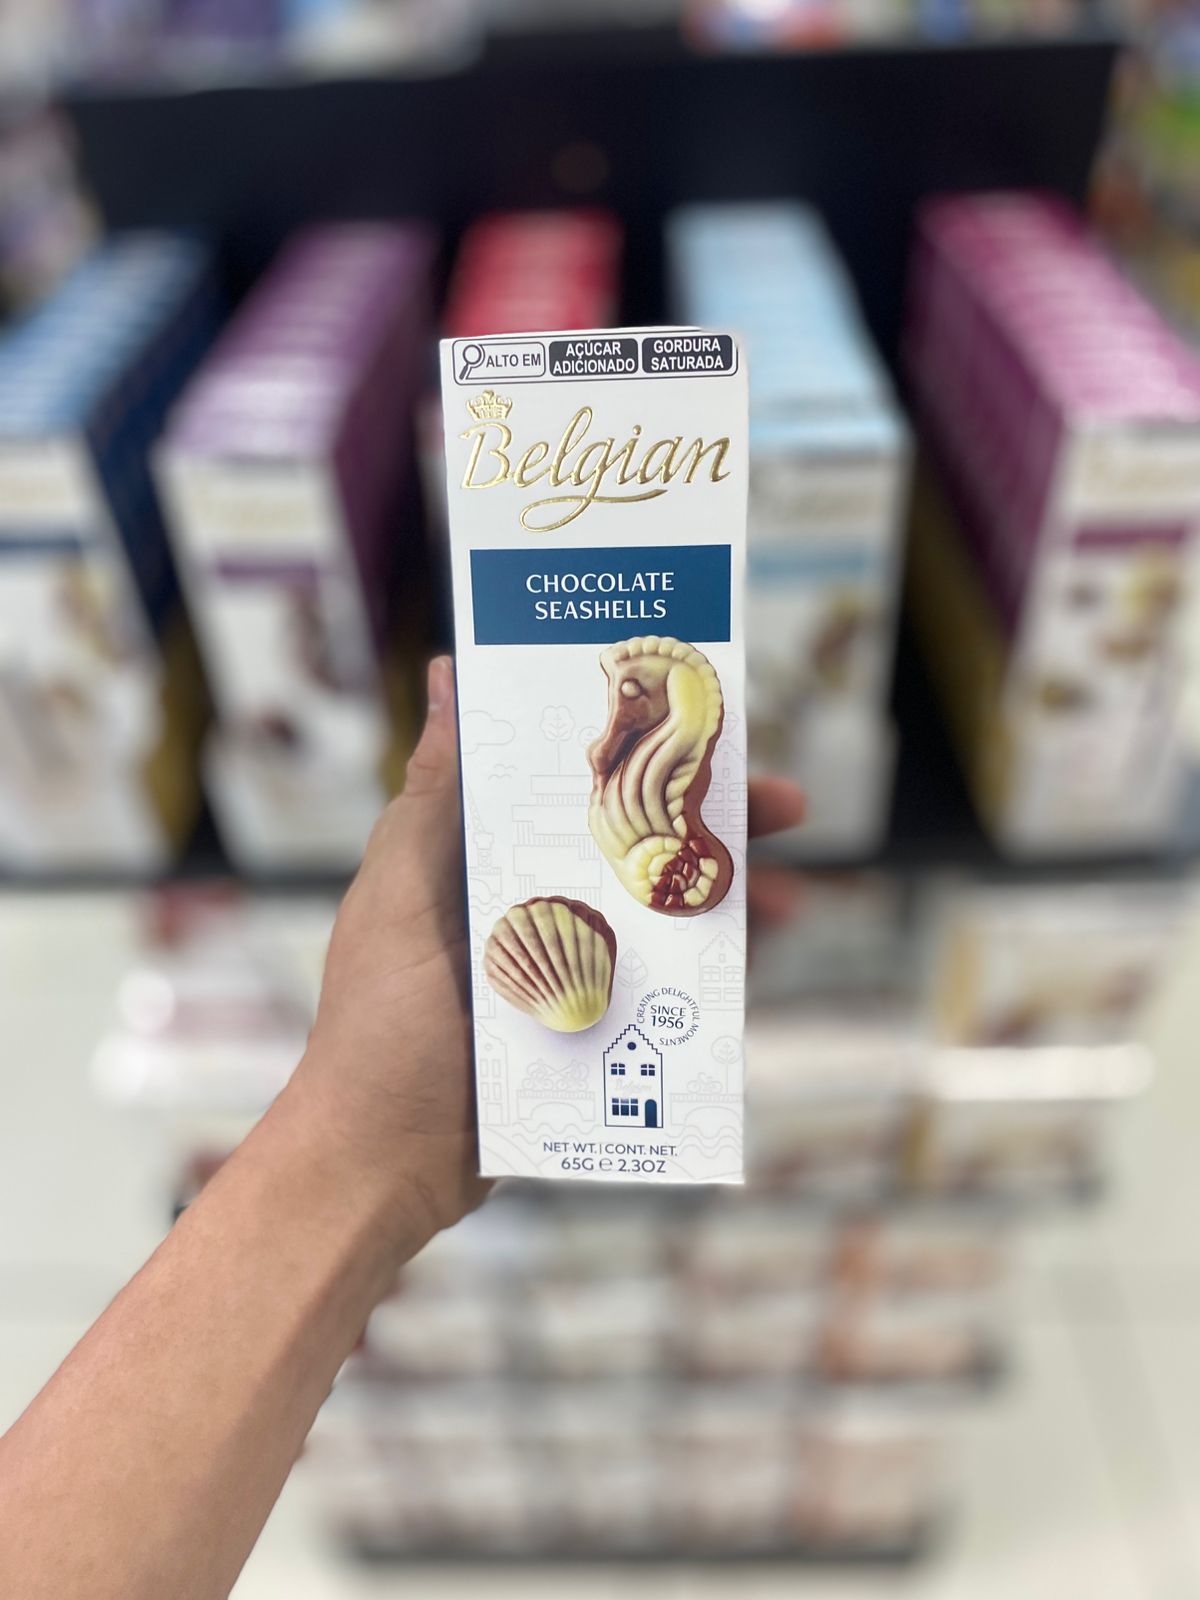 ALTO EM
AÇÚCAR
ADICIONADO
GORDURA
SATURADA
Belgian
CHOCOLATE
SEASHELLS
CREATING DELIGHTFUL MOMENTS
SINCE
1956
Belgian
NET WT. | CONT. NET.
65G ℮ 2.3OZ